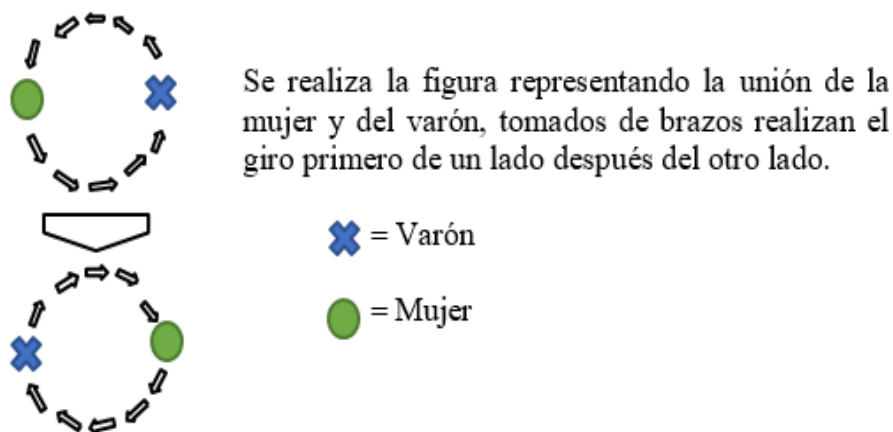 Se realiza la figura representando la unión de la
mujer y del varón, tomados de brazos realizan el
giro primero de un lado después del otro lado.
= Varón
= Mujer